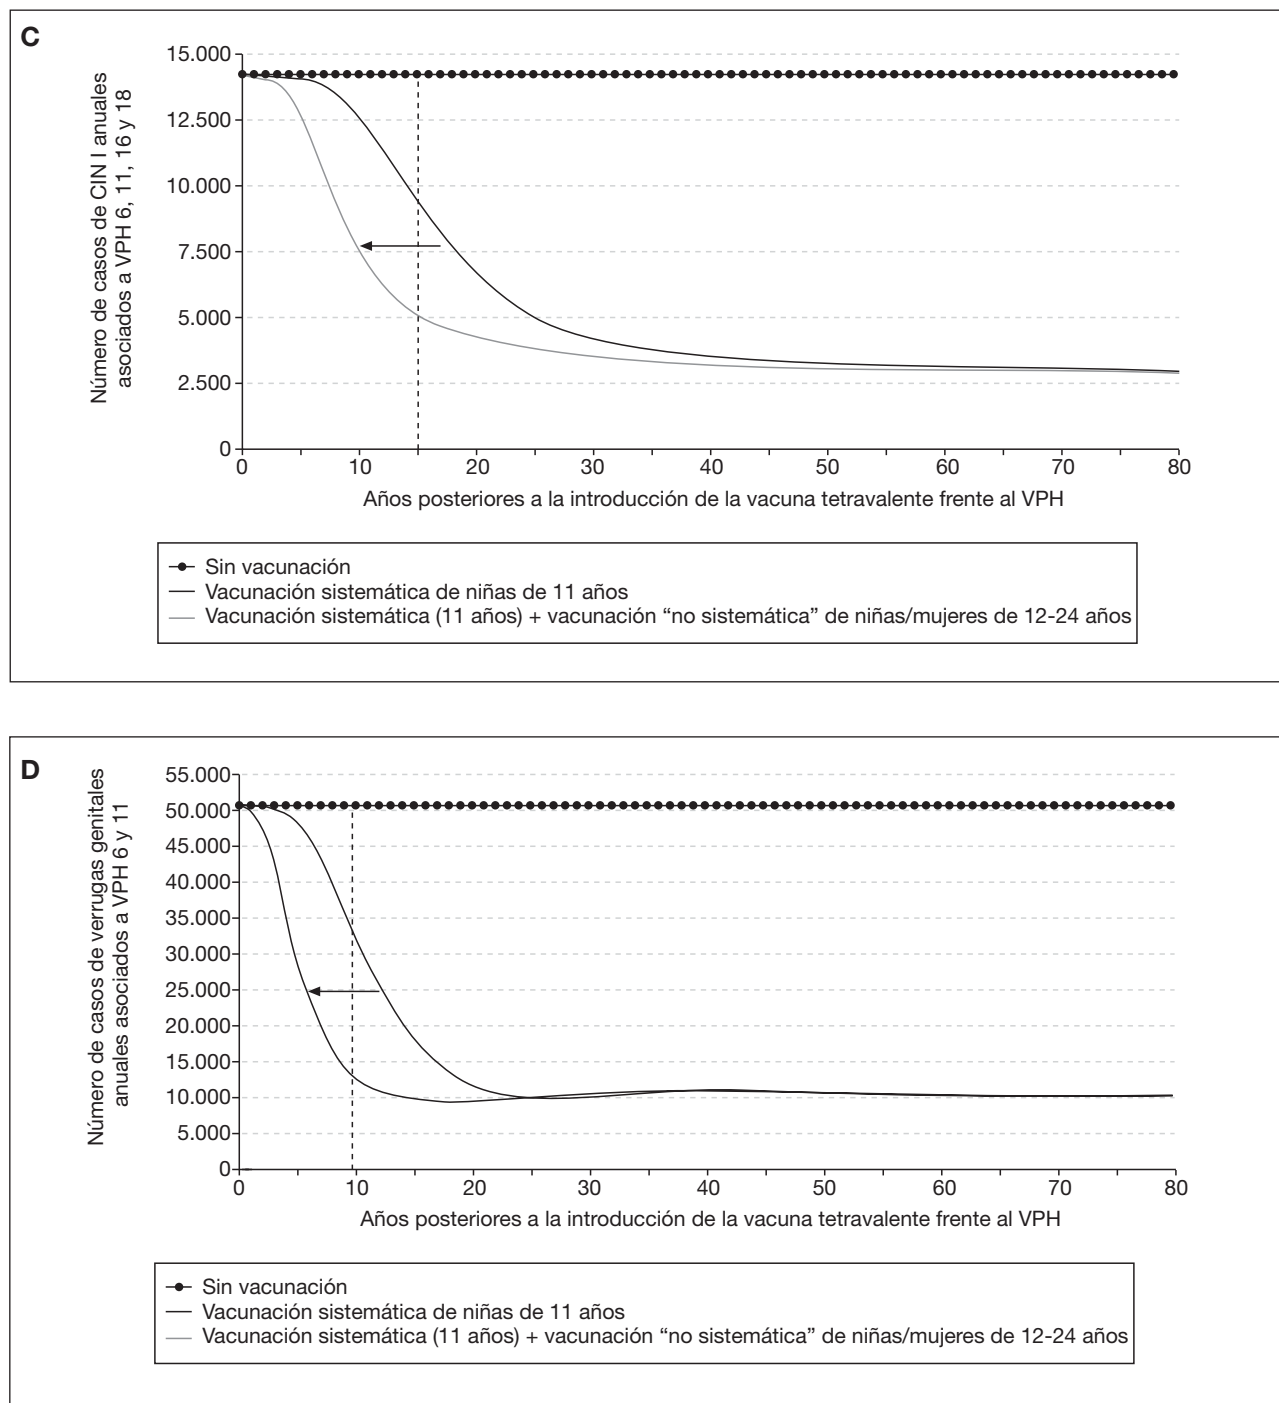 C
Número de casos de CIN I anuales
asociados a VPH 6, 11, 16 y 18
15.000
12.500
10.000
7.500
5.000
2.500
0
0 10 20 30 40 50 60 70 80
Años posteriores a la introducción de la vacuna tetravalente frente al VPH
Sin vacunación
Vacunación sistemática de niñas de 11 años
Vacunación sistemática (11 años) + vacunación “no sistemática” de niñas/mujeres de 12-24 años
D
Número de casos de verrugas genitales
anuales asociados a VPH 6 y 11
55.000
50.000
45.000
40.000
35.000
30.000
25.000
20.000
15.000
10.000
5.000
0
0 10 20 30 40 50 60 70 80
Años posteriores a la introducción de la vacuna tetravalente frente al VPH
Sin vacunación
Vacunación sistemática de niñas de 11 años
Vacunación sistemática (11 años) + vacunación “no sistemática” de niñas/mujeres de 12-24 años